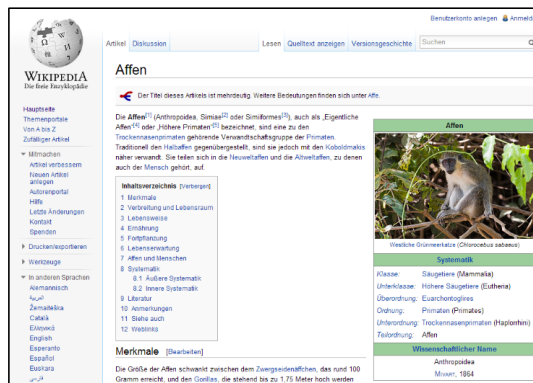 Benutzerkonto anlegen Anmeld
Artikel Diskussion Lesen Quelltext anzeigen Versionsgeschichte Suchen
WIKIPEDIA
Die freie Enzyklopädie
Hauptseite
Themenportale
Von A bis Z
Zufälliger Artikel
Mitmachen
Artikel verbessern
Neuen Artikel
anlegen
Autorenportal
Hilfe
Letzte Änderungen
Kontakt
Spenden
Drucken/exportieren
Werkzeuge
In anderen Sprachen
Alemannisch
العربية
Žemaitėška
Català
Ελληνικά
English
Esperanto
Español
Euskara
فارسی
Affen
Der Titel dieses Artikels ist mehrdeutig. Weitere Bedeutungen finden sich unter Affe.
Die Affen[1] (Anthropoidea, Simiae[2] oder Simiiformes[3]), auch als „Eigentliche
Affen“[4] oder „Höhere Primaten“[5] bezeichnet, sind eine zu den
Trockennasenprimaten gehörende Verwandtschaftsgruppe der Primaten.
Traditionell den Halbaffen gegenübergestellt, sind sie jedoch mit den Koboldmakis
näher verwandt. Sie teilen sich in die Neuweltaffen und die Altweltaffen, zu denen
auch der Mensch gehört, auf.
Inhaltsverzeichnis [Verbergen]
1 Merkmale
2 Verbreitung und Lebensraum
3 Lebensweise
4 Ernährung
5 Fortpflanzung
6 Lebenserwartung
7 Affen und Menschen
8 Systematik
8.1 Äußere Systematik
8.2 Innere Systematik
9 Literatur
10 Anmerkungen
11 Siehe auch
12 Weblinks
Merkmale [Bearbeiten]
Die Größe der Affen schwankt zwischen dem Zwergseidenäffchen, das rund 100
Gramm erreicht, und den Gorillas, die stehend bis zu 1,75 Meter hoch werden
Affen
Westliche Grünmeerkatze (Chlorocebus sabaeus)
Systematik
Klasse: Säugetiere (Mammalia)
Unterklasse: Höhere Säugetiere (Eutheria)
Überordnung: Euarchontoglires
Ordnung: Primaten (Primates)
Unterordnung: Trockennasenprimaten (Haplorrhini)
Teilordnung: Affen
Wissenschaftlicher Name
Anthropoidea
MIVART, 1864